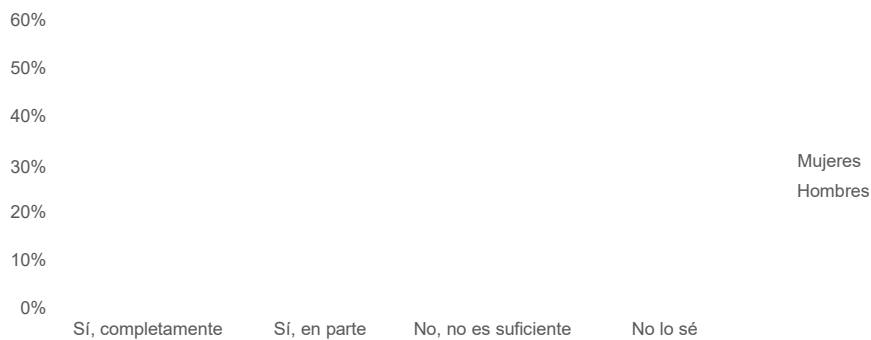 60%
50%
40%
30%
20%
10%
0%
Sí, completamente
Sí, en parte
No, no es suficiente
No lo sé
Mujeres
Hombres